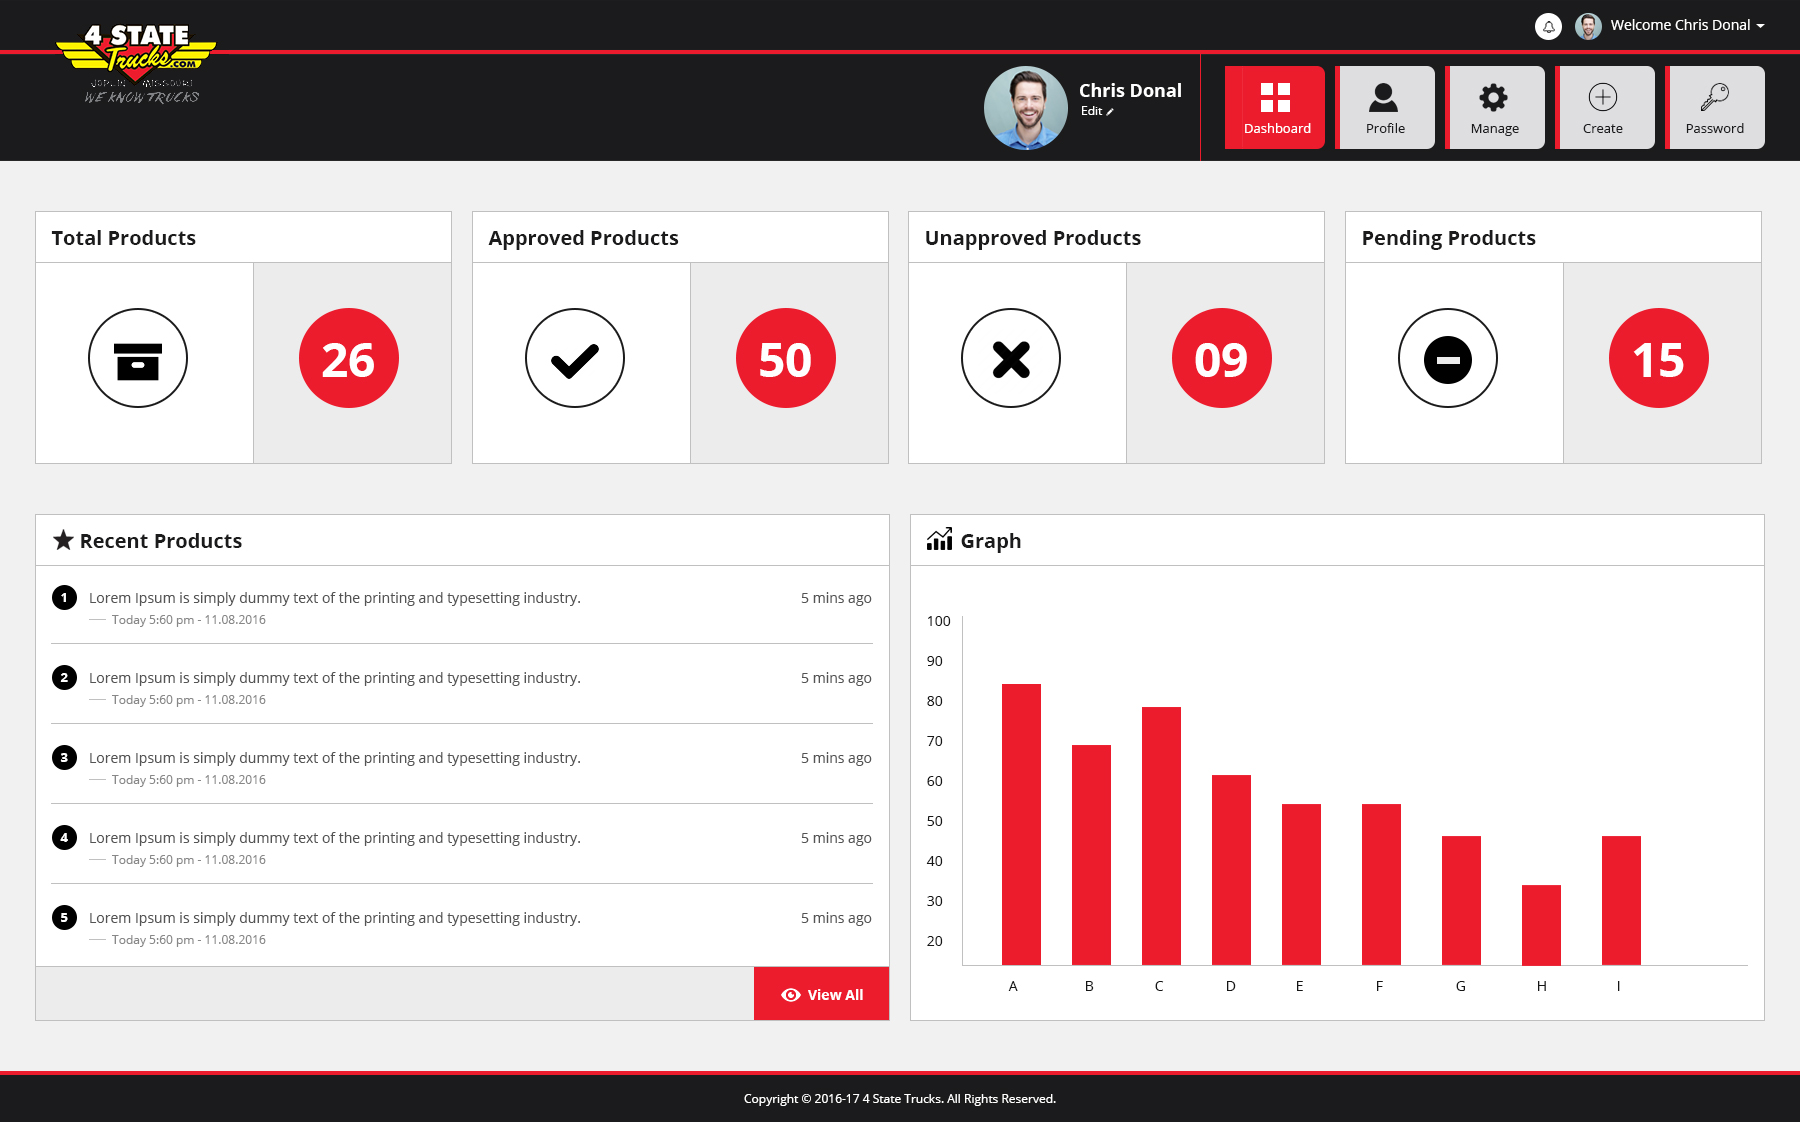 4 STATE
Trucks.COM
WE KNOW TRUCKS
Welcome Chris Donal
Chris Donal
Edit
Dashboard
Profile
Manage
Create
Password
Total Products
Approved Products
Unapproved Products
Pending Products
26
50
09
15
Recent Products
1 Lorem Ipsum is simply dummy text of the printing and typesetting industry. 5 mins ago
Today 5:60 pm - 11.08.2016
2 Lorem Ipsum is simply dummy text of the printing and typesetting industry. 5 mins ago
Today 5:60 pm - 11.08.2016
3 Lorem Ipsum is simply dummy text of the printing and typesetting industry. 5 mins ago
Today 5:60 pm - 11.08.2016
4 Lorem Ipsum is simply dummy text of the printing and typesetting industry. 5 mins ago
Today 5:60 pm - 11.08.2016
5 Lorem Ipsum is simply dummy text of the printing and typesetting industry. 5 mins ago
Today 5:60 pm - 11.08.2016
View All
Graph
100
90
80
70
60
50
40
30
20
A B C D E F G H I
Copyright © 2016-17 4 State Trucks. All Rights Reserved.